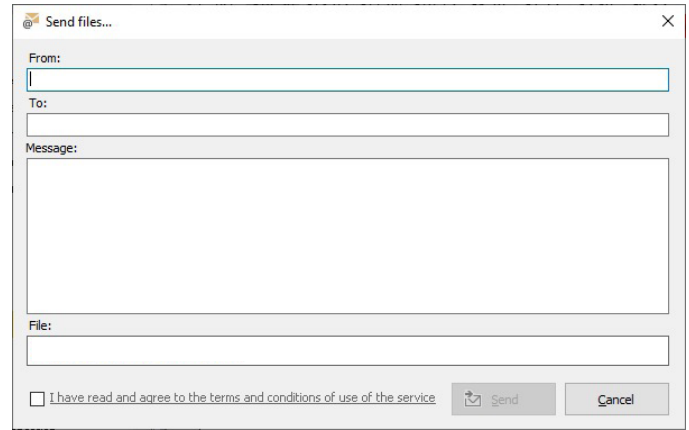 Send files...
From:
To:
Message:
File:
I have read and agree to the terms and conditions of use of the service
Send
Cancel